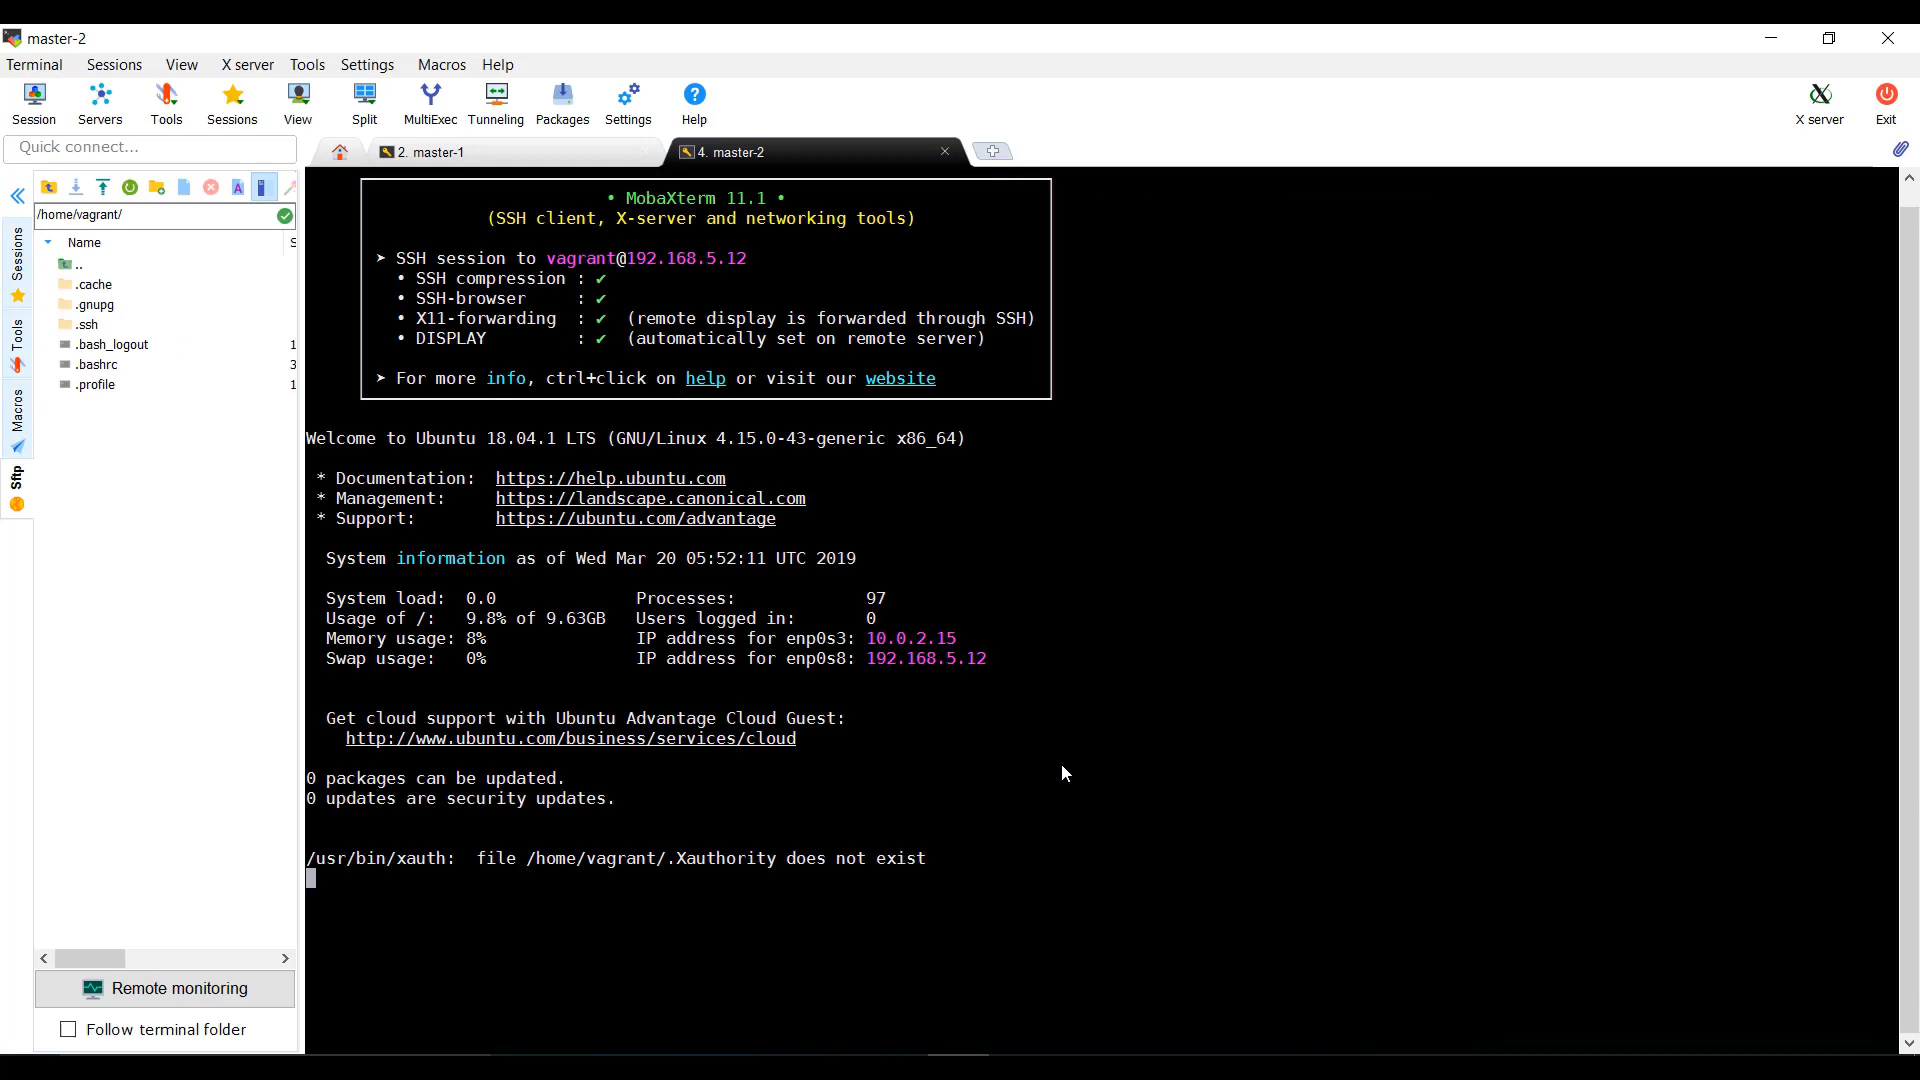 master-2
Terminal Sessions View X server Tools Settings Macros Help
Session Servers Tools Sessions View Split MultiExec Tunneling Packages Settings Help X server Exit
Quick connect...
2. master-1
4. master-2
/home/vagrant/
Name S
..
.cache
.gnupg
.ssh
.bash_logout 1
.bashrc 3
.profile 1
Sessions
Tools
Macros
Sftp
Remote monitoring
Follow terminal folder
• MobaXterm 11.1 •
(SSH client, X-server and networking tools)
➤ SSH session to vagrant@192.168.5.12
• SSH compression : ✔
• SSH-browser : ✔
• X11-forwarding : ✔ (remote display is forwarded through SSH)
• DISPLAY : ✔ (automatically set on remote server)
➤ For more info, ctrl+click on help or visit our website
Welcome to Ubuntu 18.04.1 LTS (GNU/Linux 4.15.0-43-generic x86_64)
* Documentation: https://help.ubuntu.com
* Management: https://landscape.canonical.com
* Support: https://ubuntu.com/advantage
System information as of Wed Mar 20 05:52:11 UTC 2019
System load: 0.0 Processes: 97
Usage of /: 9.8% of 9.63GB Users logged in: 0
Memory usage: 8% IP address for enp0s3: 10.0.2.15
Swap usage: 0% IP address for enp0s8: 192.168.5.12
Get cloud support with Ubuntu Advantage Cloud Guest:
http://www.ubuntu.com/business/services/cloud
0 packages can be updated.
0 updates are security updates.
/usr/bin/xauth: file /home/vagrant/.Xauthority does not exist